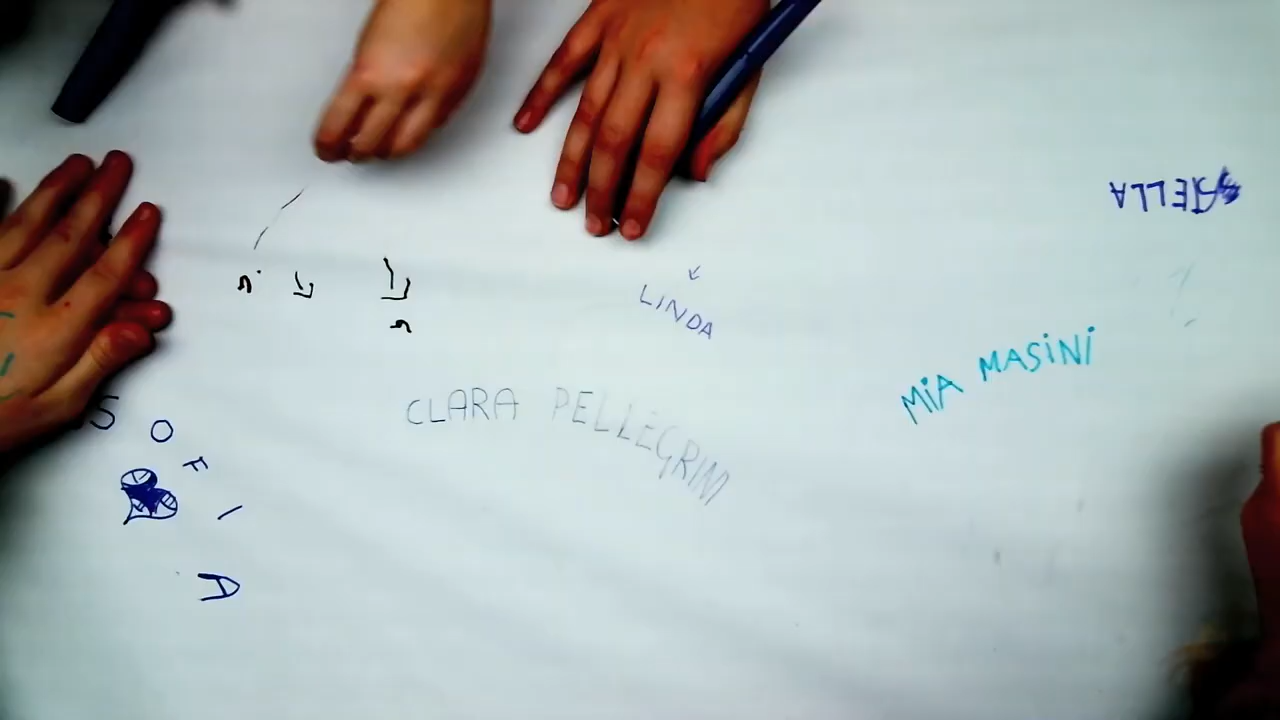 STELLA
LINDA
MIA MASINI
CLARA PELLEGRINI
SOFIA